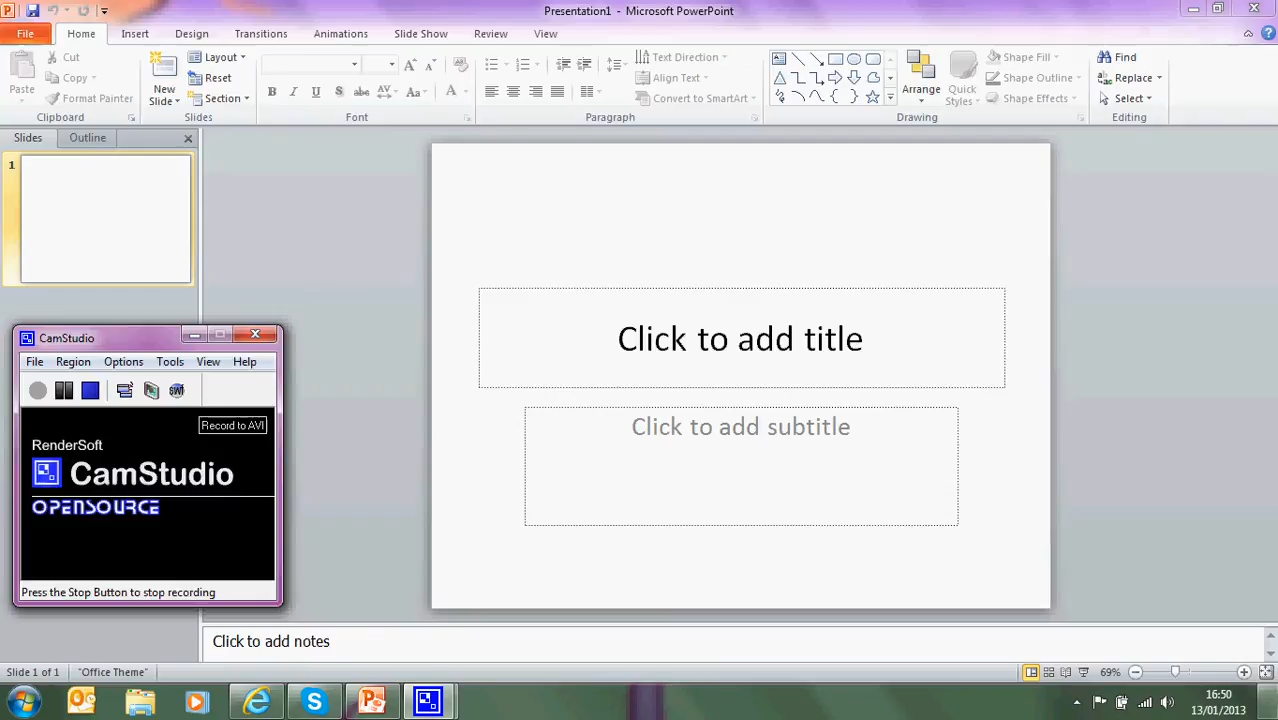 Presentation1 - Microsoft PowerPoint
File Home Insert Design Transitions Animations Slide Show Review View
Paste
Cut
Copy
Format Painter
Clipboard
New Slide
Layout
Reset
Section
Slides
B I U S abc AV Aa A
Font
Text Direction
Align Text
Convert to SmartArt
Paragraph
Arrange
Quick Styles
Shape Fill
Shape Outline
Shape Effects
Drawing
Find
Replace
Select
Editing
Slides Outline
1
Click to add title
Click to add subtitle
CamStudio
File Region Options Tools View Help
SWF
Record to AVI
RenderSoft
CamStudio
OPENSOURCE
Press the Stop Button to stop recording
Click to add notes
Slide 1 of 1 "Office Theme" 69%
16:50
13/01/2013